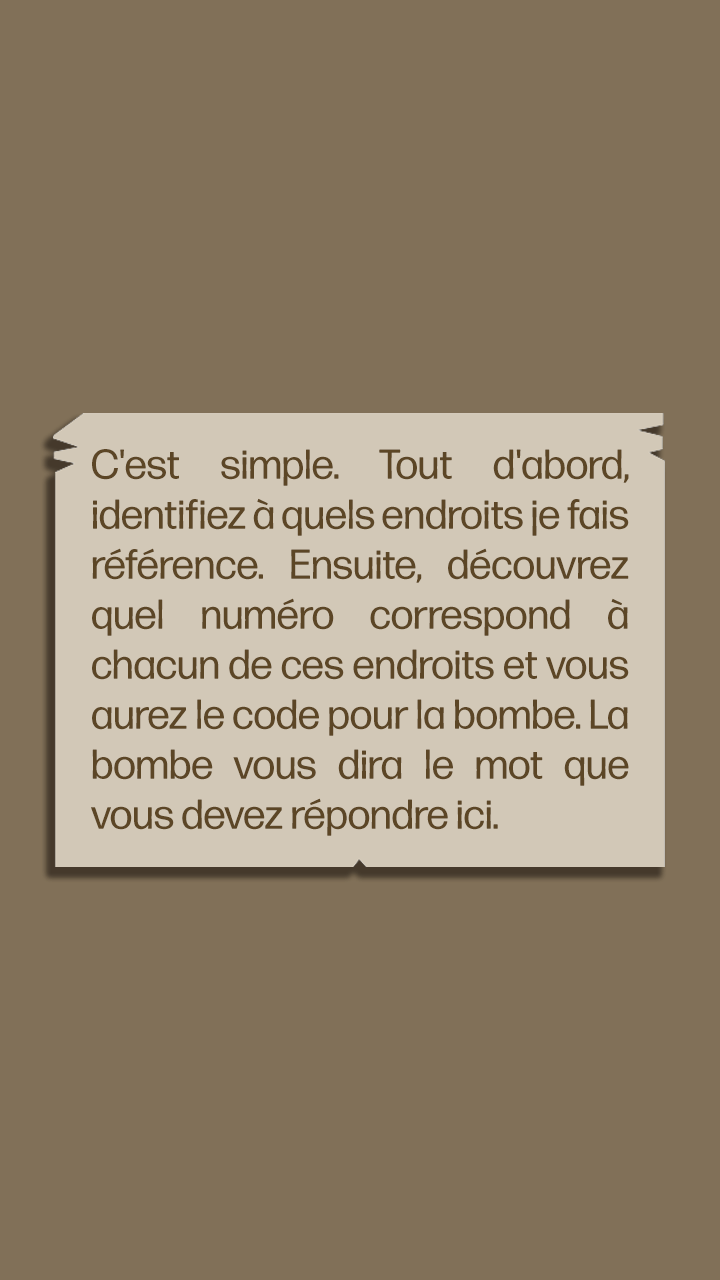 C'est simple. Tout d'abord,
identifiez à quels endroits je fais
référence. Ensuite, découvrez
quel numéro correspond à
chacun de ces endroits et vous
aurez le code pour la bombe. La
bombe vous dira le mot que
vous devez répondre ici.